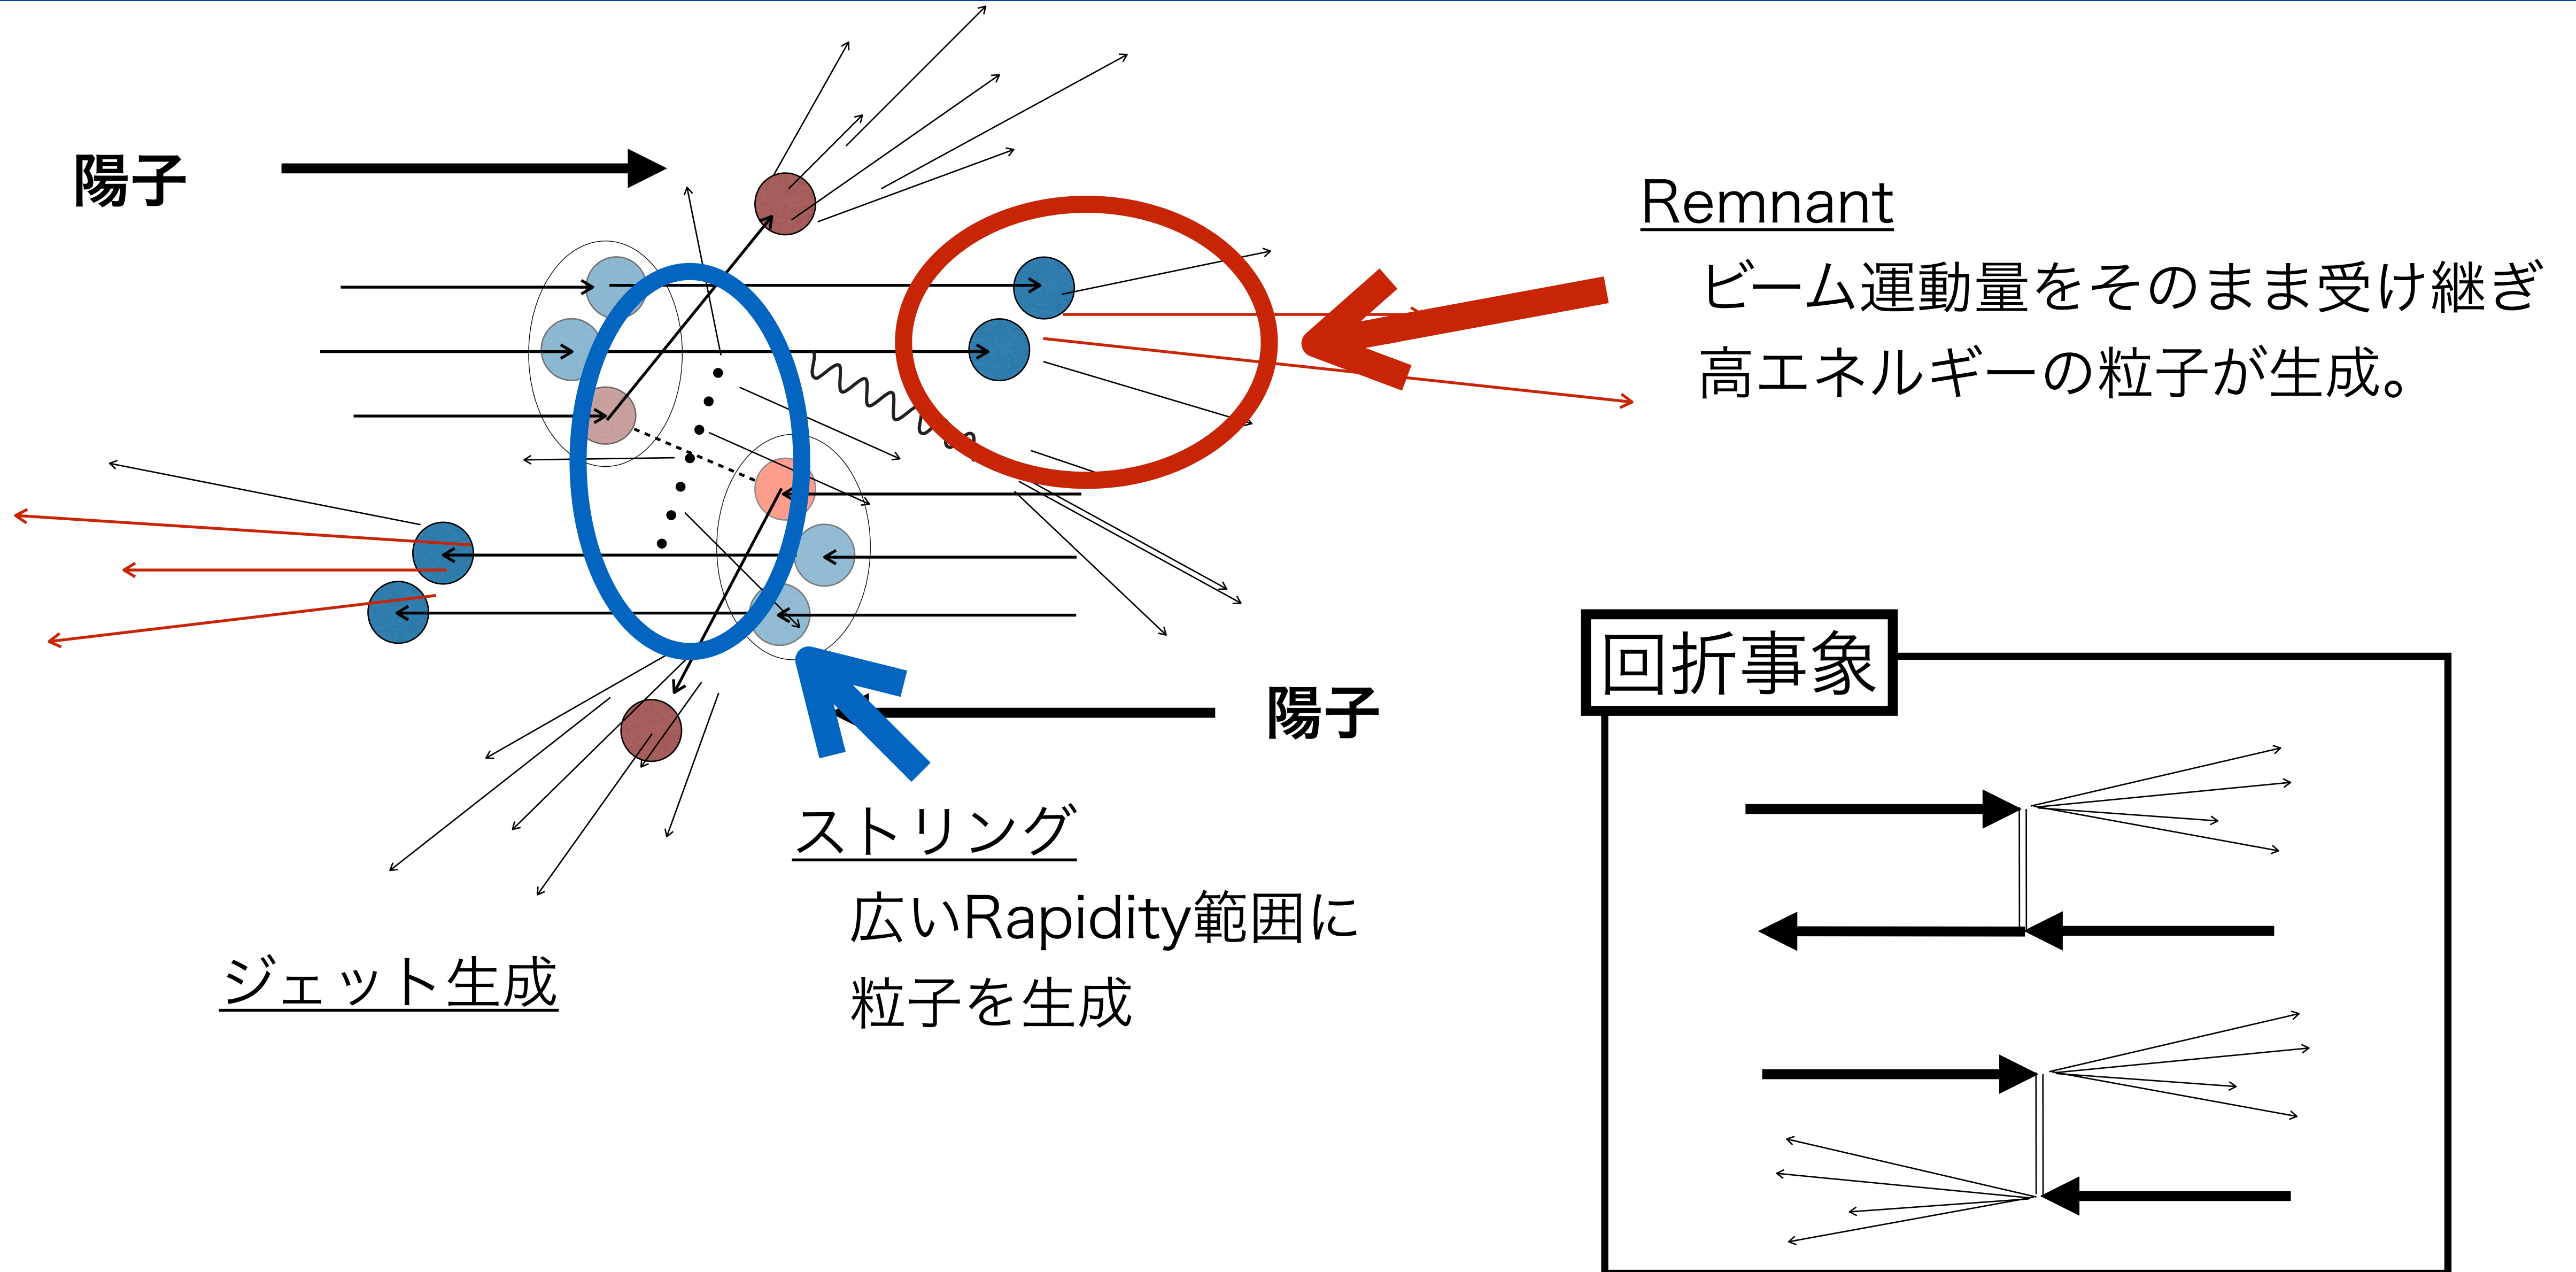 陽子
Remnant
ビーム運動量をそのまま受け継ぎ
高エネルギーの粒子が生成。
陽子
回折事象
ストリング
広いRapidity範囲に
粒子を生成
ジェット生成